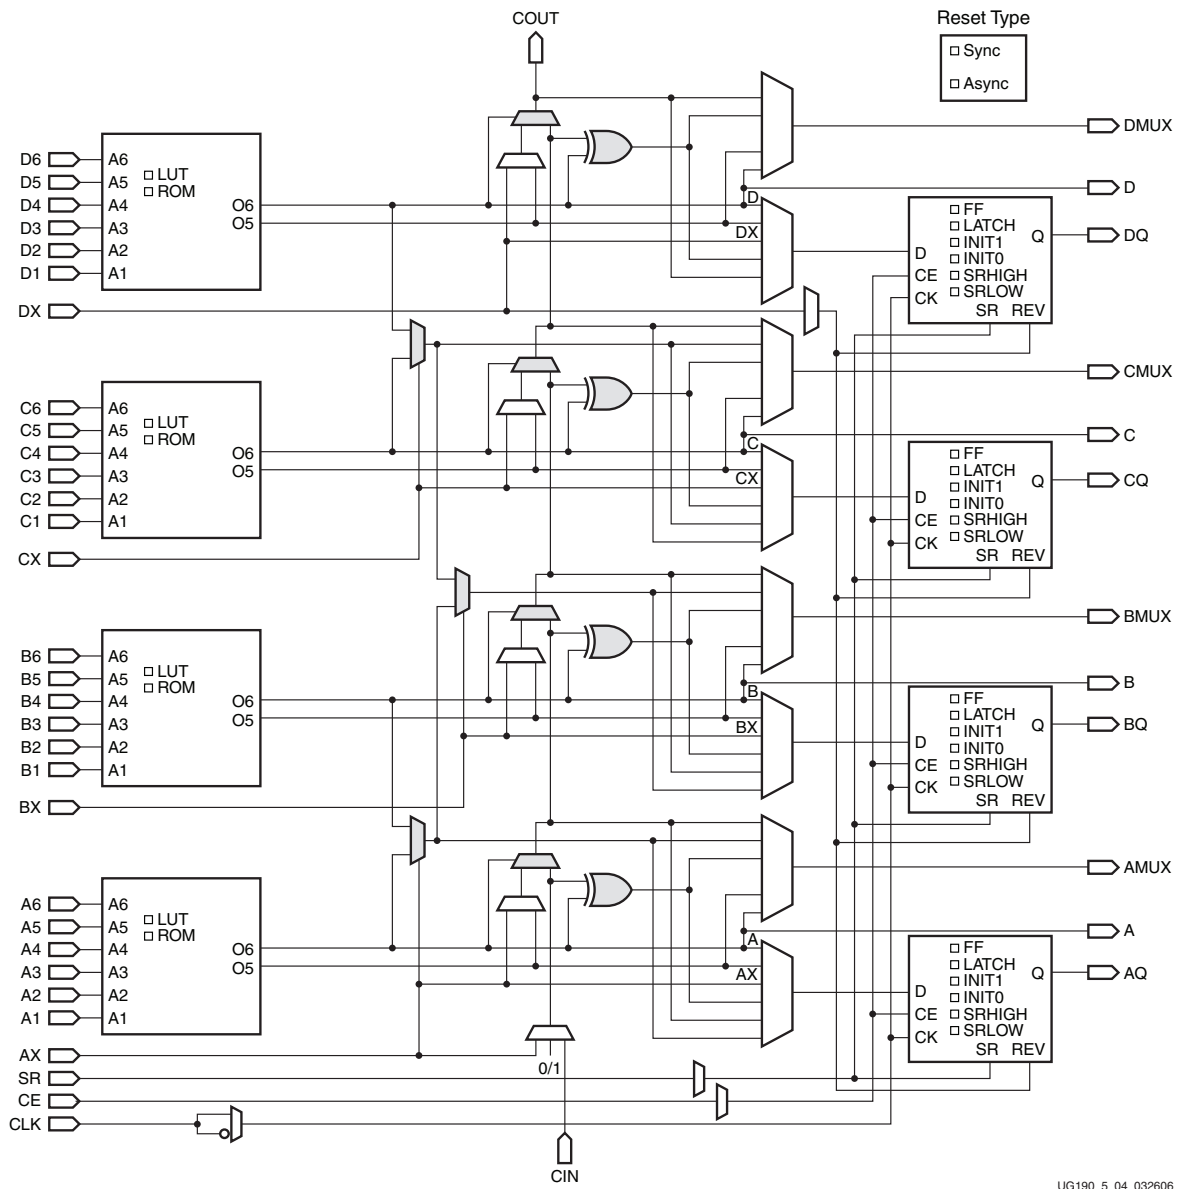 COUT
Reset Type
Sync
Async
DMUX
D6 A6
D5 A5
D4 A4
D3 A3
D2 A2
D1 A1
LUT
ROM
O6
O5
DX
D
DX
D
DQ
FF
LATCH
INIT1
INIT0
SRHIGH
SRLOW
D
CE
CK
Q
SR REV
CMUX
C6 A6
C5 A5
C4 A4
C3 A3
C2 A2
C1 A1
LUT
ROM
O6
O5
CX
C
CX
C
CQ
FF
LATCH
INIT1
INIT0
SRHIGH
SRLOW
D
CE
CK
Q
SR REV
BMUX
B6 A6
B5 A5
B4 A4
B3 A3
B2 A2
B1 A1
LUT
ROM
O6
O5
BX
B
BX
B
BQ
FF
LATCH
INIT1
INIT0
SRHIGH
SRLOW
D
CE
CK
Q
SR REV
AMUX
A6 A6
A5 A5
A4 A4
A3 A3
A2 A2
A1 A1
LUT
ROM
O6
O5
A
AX
A
AQ
FF
LATCH
INIT1
INIT0
SRHIGH
SRLOW
D
CE
CK
Q
SR REV
AX
0/1
SR
CE
CLK
CIN
UG190_5_04_032606